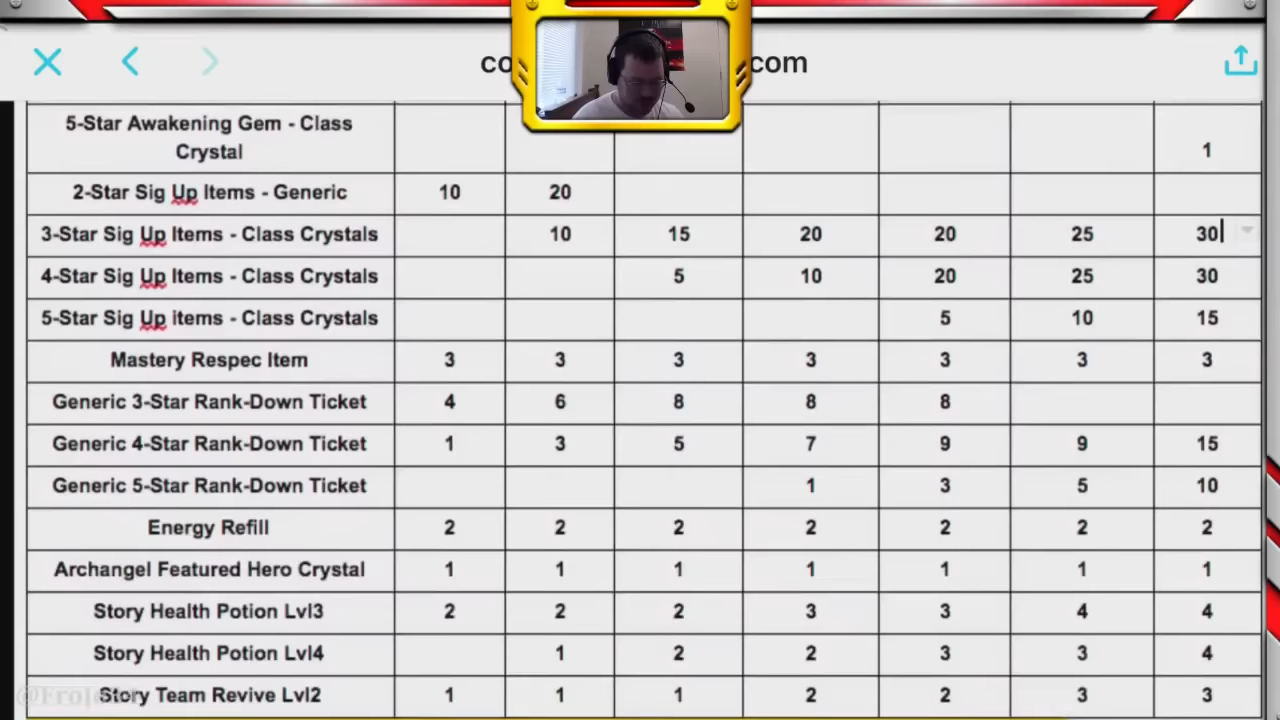 co
com
5-Star Awakening Gem - Class
Crystal
1
2-Star Sig Up Items - Generic 10 20
3-Star Sig Up Items - Class Crystals 10 15 20 20 25 30
4-Star Sig Up Items - Class Crystals 5 10 20 25 30
5-Star Sig Up items - Class Crystals 5 10 15
Mastery Respec Item 3 3 3 3 3 3 3
Generic 3-Star Rank-Down Ticket 4 6 8 8 8
Generic 4-Star Rank-Down Ticket 1 3 5 7 9 9 15
Generic 5-Star Rank-Down Ticket 1 3 5 10
Energy Refill 2 2 2 2 2 2 2
Archangel Featured Hero Crystal 1 1 1 1 1 1 1
Story Health Potion Lvl3 2 2 2 3 3 4 4
Story Health Potion Lvl4 1 2 2 3 3 4
Story Team Revive Lvl2 1 1 1 2 2 3 3